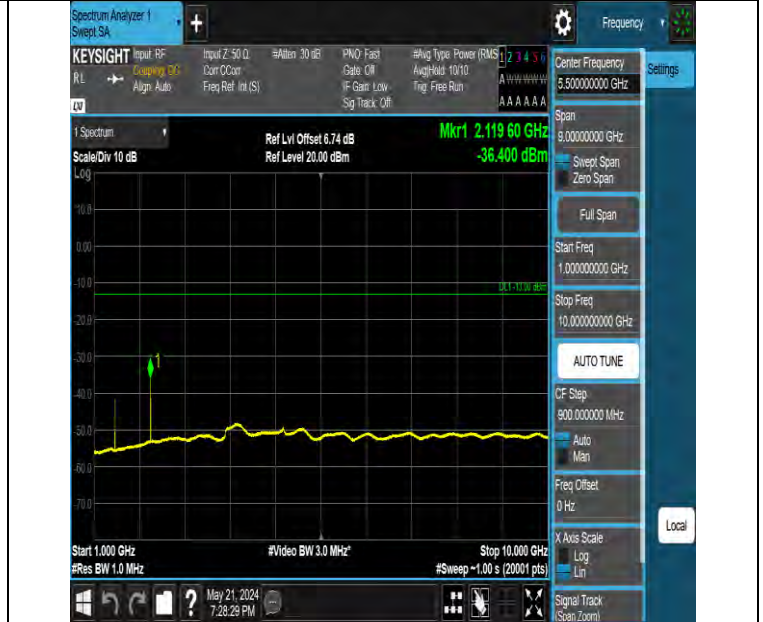 Spectrum Analyzer 1
Swept SA
Frequency
KEYSIGHT
RL
Input: RF
Coupling: DC
Align: Auto
Input Z: 50 Ω
Corr CCorr
Freq Ref: Int (S)
#Atten: 30 dB
PNO: Fast
Gate: Off
IF Gain: Low
Sig Track: Off
#Avg Type: Power (RMS
Avg|Hold: 10/10
Trig: Free Run
1 2 3 4 5 6
A W W W W W
A A A A A A
LXI
1 Spectrum
Scale/Div 10 dB
Log
Ref Lvl Offset 6.74 dB
Ref Level 20.00 dBm
Mkr1 2.119 60 GHz
-36.400 dBm
10.0
0.00
-10.0
-20.0
-30.0
-40.0
-50.0
-60.0
-70.0
DL1 -13.00 dBm
1
Start 1.000 GHz
#Res BW 1.0 MHz
#Video BW 3.0 MHz*
Stop 10.000 GHz
#Sweep ~1.00 s (20001 pts)
May 21, 2024
7:28:29 PM
Center Frequency
5.500000000 GHz
Settings
Span
9.00000000 GHz
Swept Span
Zero Span
Full Span
Start Freq
1.000000000 GHz
Stop Freq
10.000000000 GHz
AUTO TUNE
CF Step
900.000000 MHz
Auto
Man
Freq Offset
0 Hz
X Axis Scale
Log
Lin
Local
Signal Track
(Span Zoom)